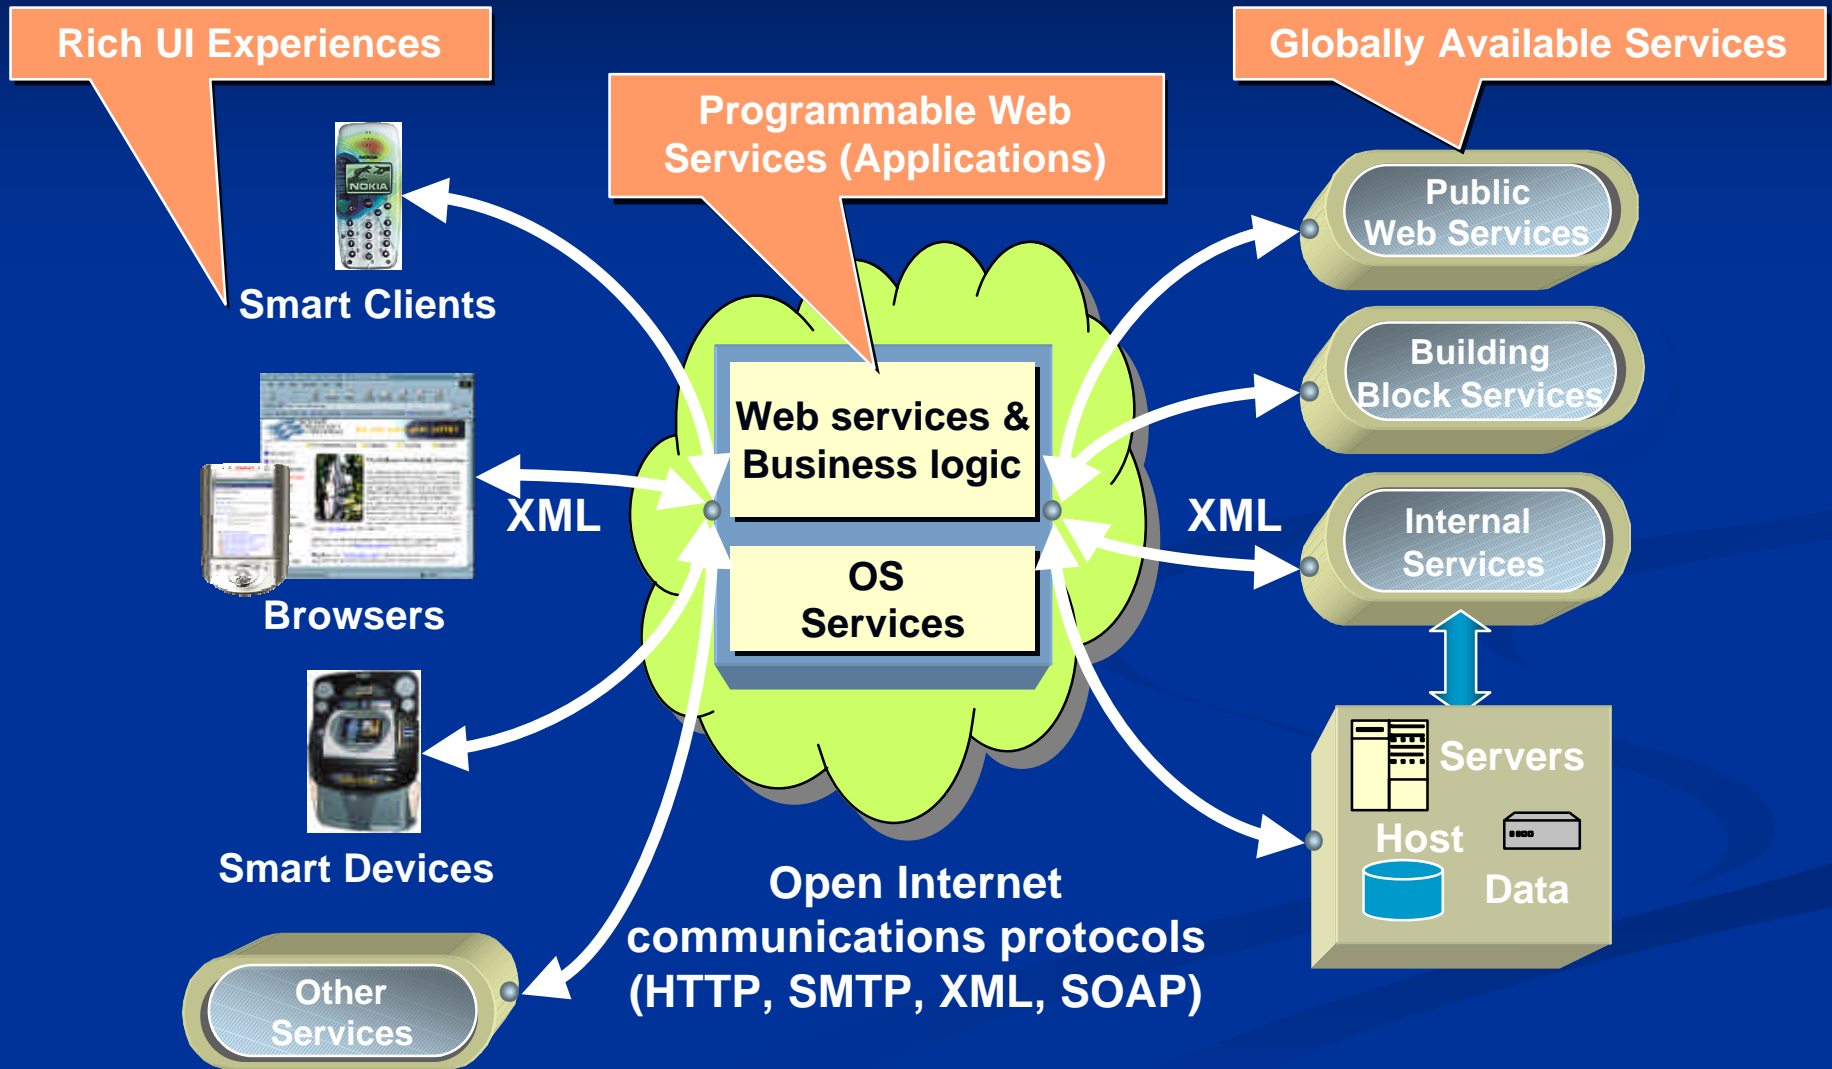 Rich UI Experiences
Globally Available Services
Programmable Web
Services (Applications)
NOKIA
Smart Clients
XML
Browsers
Smart Devices
Other
Services
Web services &
Business logic
OS
Services
Open Internet
communications protocols
(HTTP, SMTP, XML, SOAP)
XML
Public
Web Services
Building
Block Services
Internal
Services
Servers
Host
Data